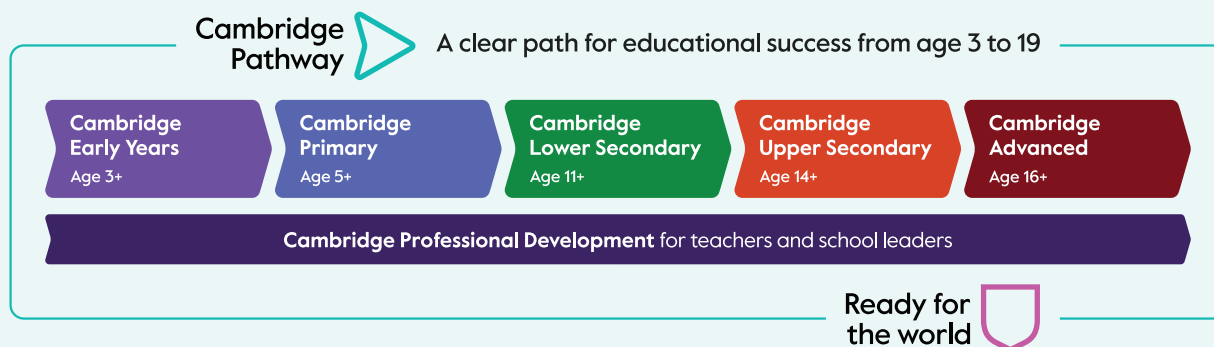 Cambridge
Pathway
A clear path for educational success from age 3 to 19
Cambridge
Early Years
Age 3+
Cambridge
Primary
Age 5+
Cambridge
Lower Secondary
Age 11+
Cambridge
Upper Secondary
Age 14+
Cambridge
Advanced
Age 16+
Cambridge Professional Development for teachers and school leaders
Ready for
the world